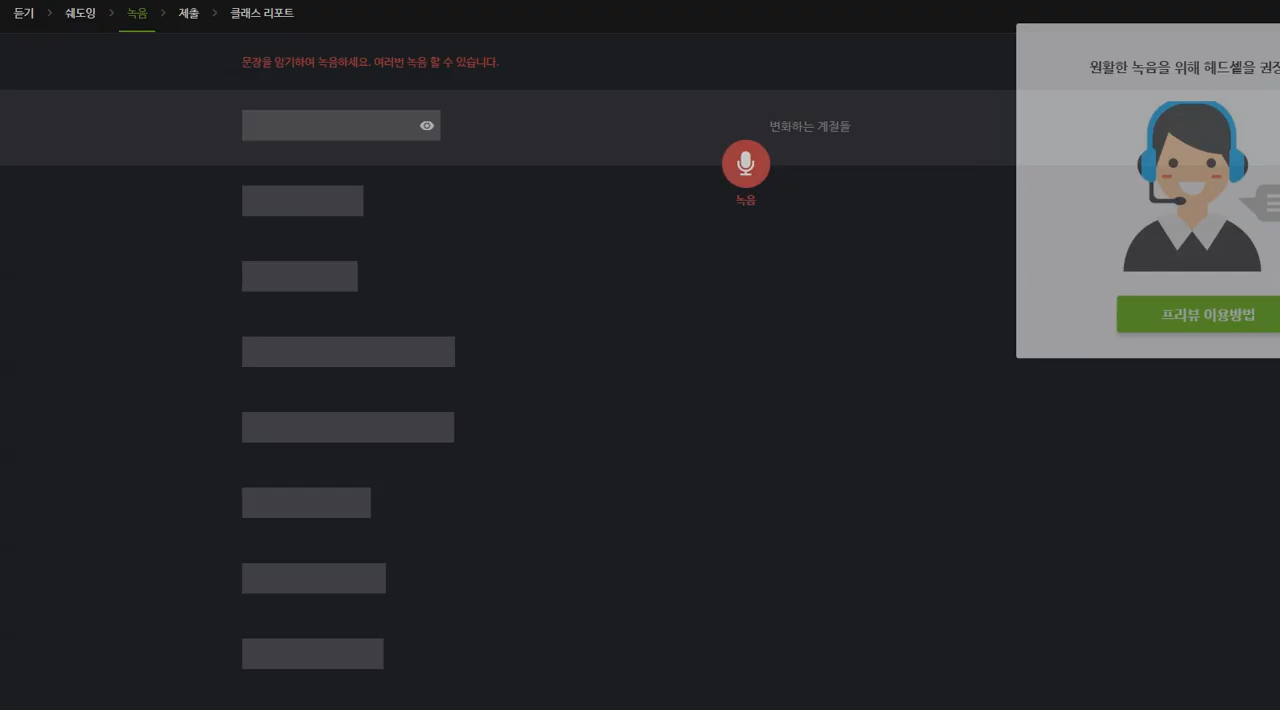 듣기 > 쉐도잉 > 녹음 > 제출 > 클래스 리포트
문장을 암기하여 녹음하세요. 여러번 녹음 할 수 있습니다.
원활한 녹음을 위해 헤드셋을 권장
변화하는 계절들
녹음
프리뷰 이용방법